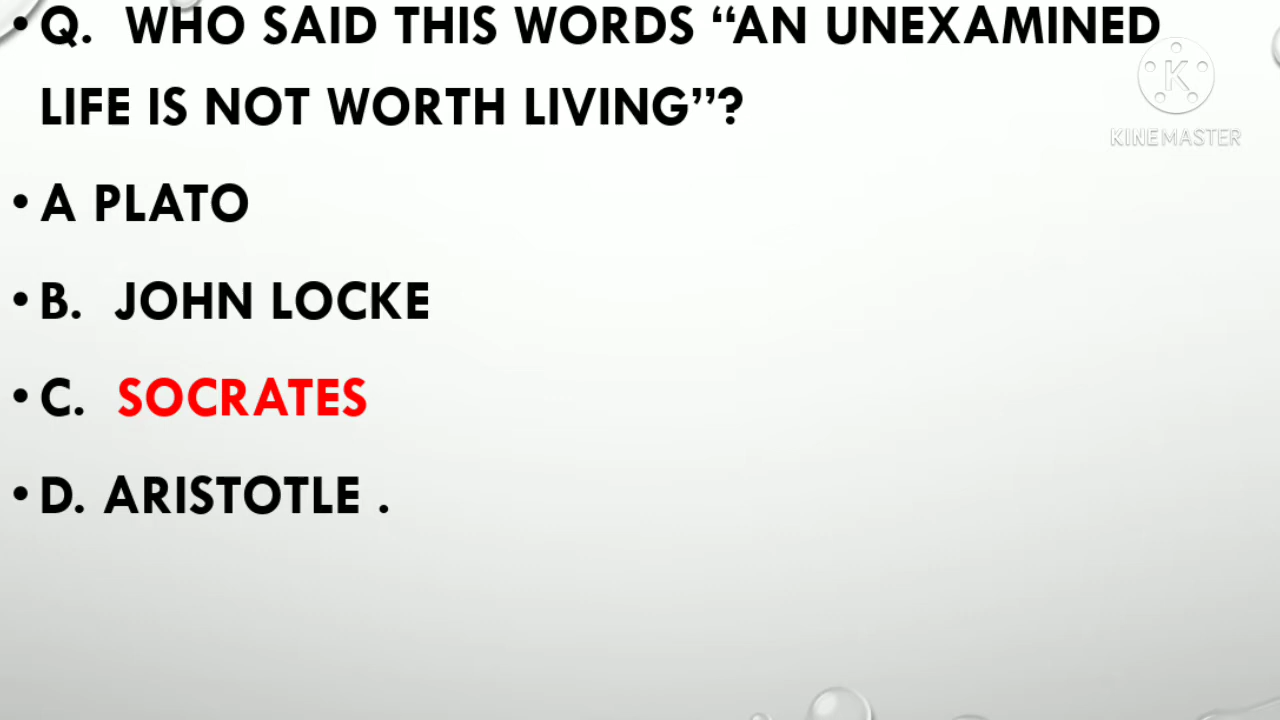 • Q. WHO SAID THIS WORDS “AN UNEXAMINED
LIFE IS NOT WORTH LIVING”?
K
KINEMASTER
• A PLATO
• B. JOHN LOCKE
• C. SOCRATES
• D. ARISTOTLE .